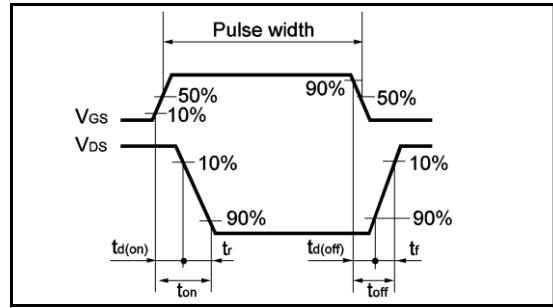 Pulse width
90%
50%
50%
VGS
10%
VDS
10%
10%
90%
90%
td(on)
tr
td(off)
tf
ton
toff